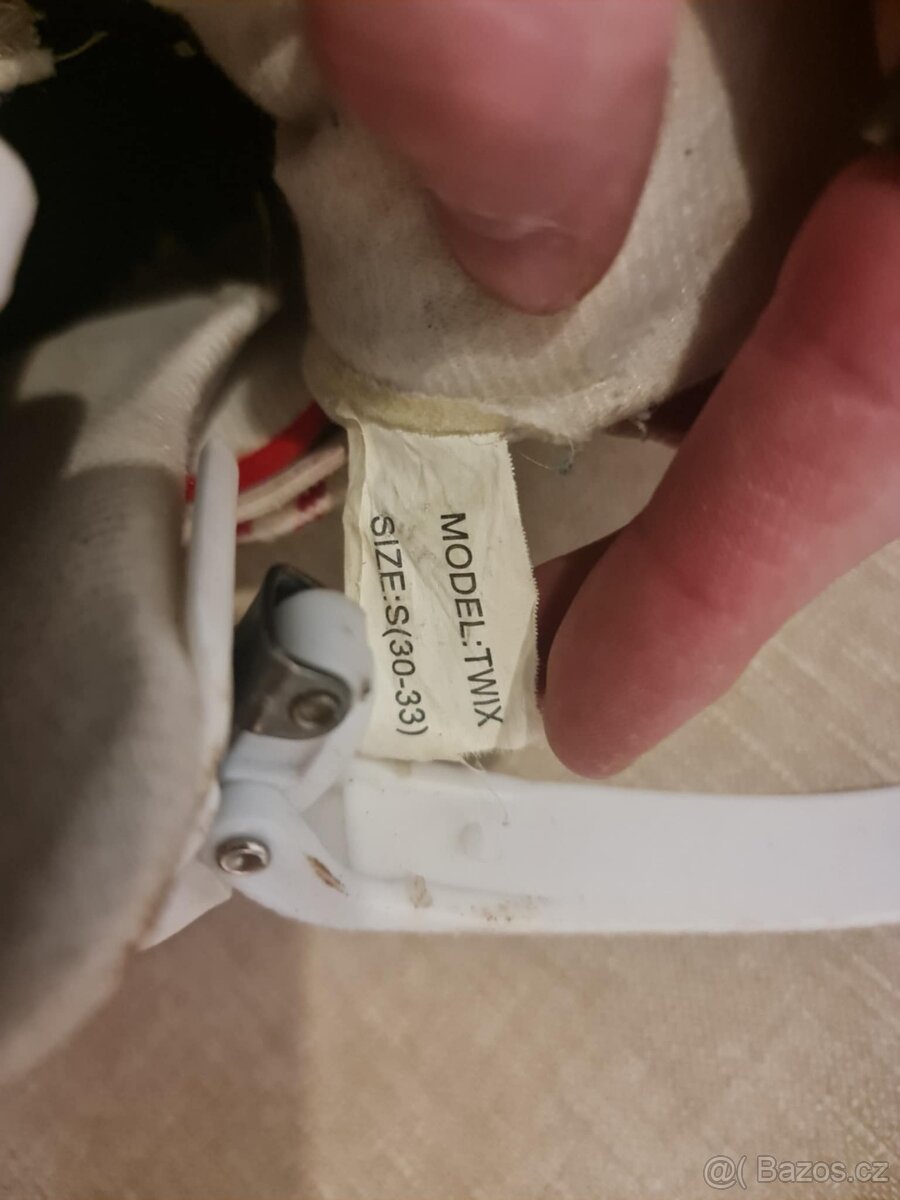 MODEL:TWIX
SIZE:S(30-33)
@( Bazos.cz